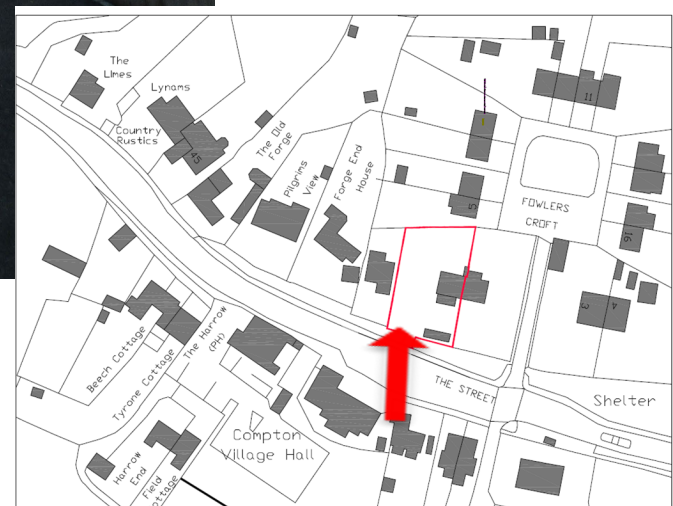 The
LImes
Lynams
Country
Rustics
45
The Old
Forge
Pilgrims
View
Forge End
House
11
5
FOWLERS
CROFT
16
3
4
Beech Cottage
Tyrone Cottage
The Harrow
(PH)
THE STREET
Shelter
Compton
Village Hall
Harrow
End
Field
ottage